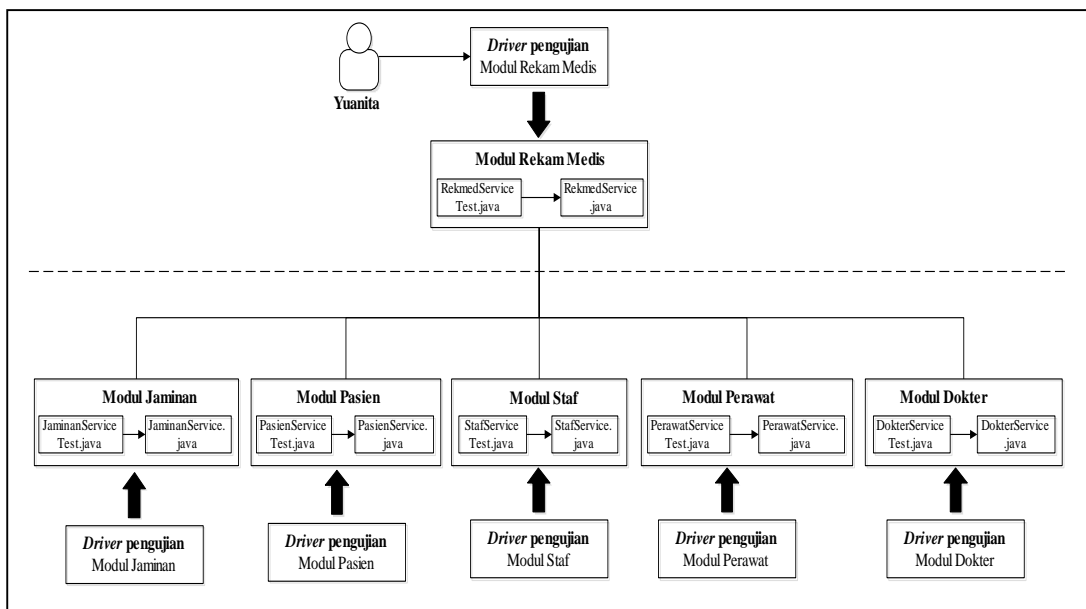 Driver pengujian
Modul Rekam Medis
Yuanita
Modul Rekam Medis
RekmedService
Test.java
RekmedService
.java
Modul Jaminan
JaminanService
Test.java
JaminanService.
java
Modul Pasien
PasienService
Test.java
PasienService.
java
Modul Staf
StafService
Test.java
StafService.
java
Modul Perawat
PerawatService
Test.java
PerawatService.
java
Modul Dokter
DokterService
Test.java
DokterService
.java
Driver pengujian
Modul Jaminan
Driver pengujian
Modul Pasien
Driver pengujian
Modul Staf
Driver pengujian
Modul Perawat
Driver pengujian
Modul Dokter